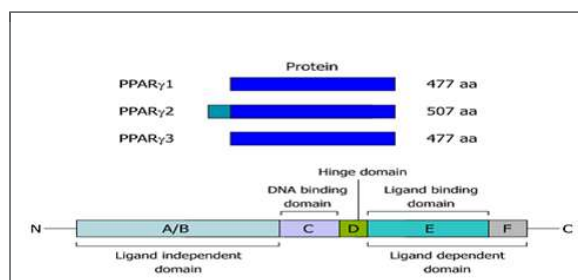 Protein
PPARγ1 477 aa
PPARγ2 507 aa
PPARγ3 477 aa
Hinge domain
DNA binding domain
Ligand binding domain
N A/B C D E F C
Ligand independent domain
Ligand dependent domain